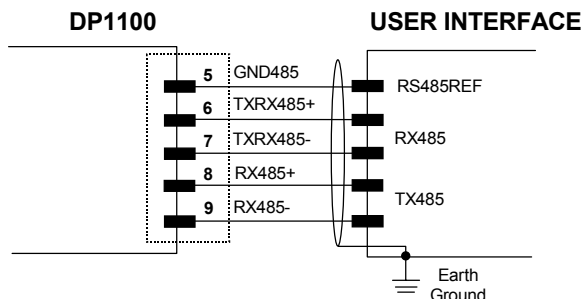 DP1100 USER INTERFACE
5 GND485 RS485REF
6 TXRX485+
7 TXRX485- RX485
8 RX485+
9 RX485- TX485
Earth
Ground